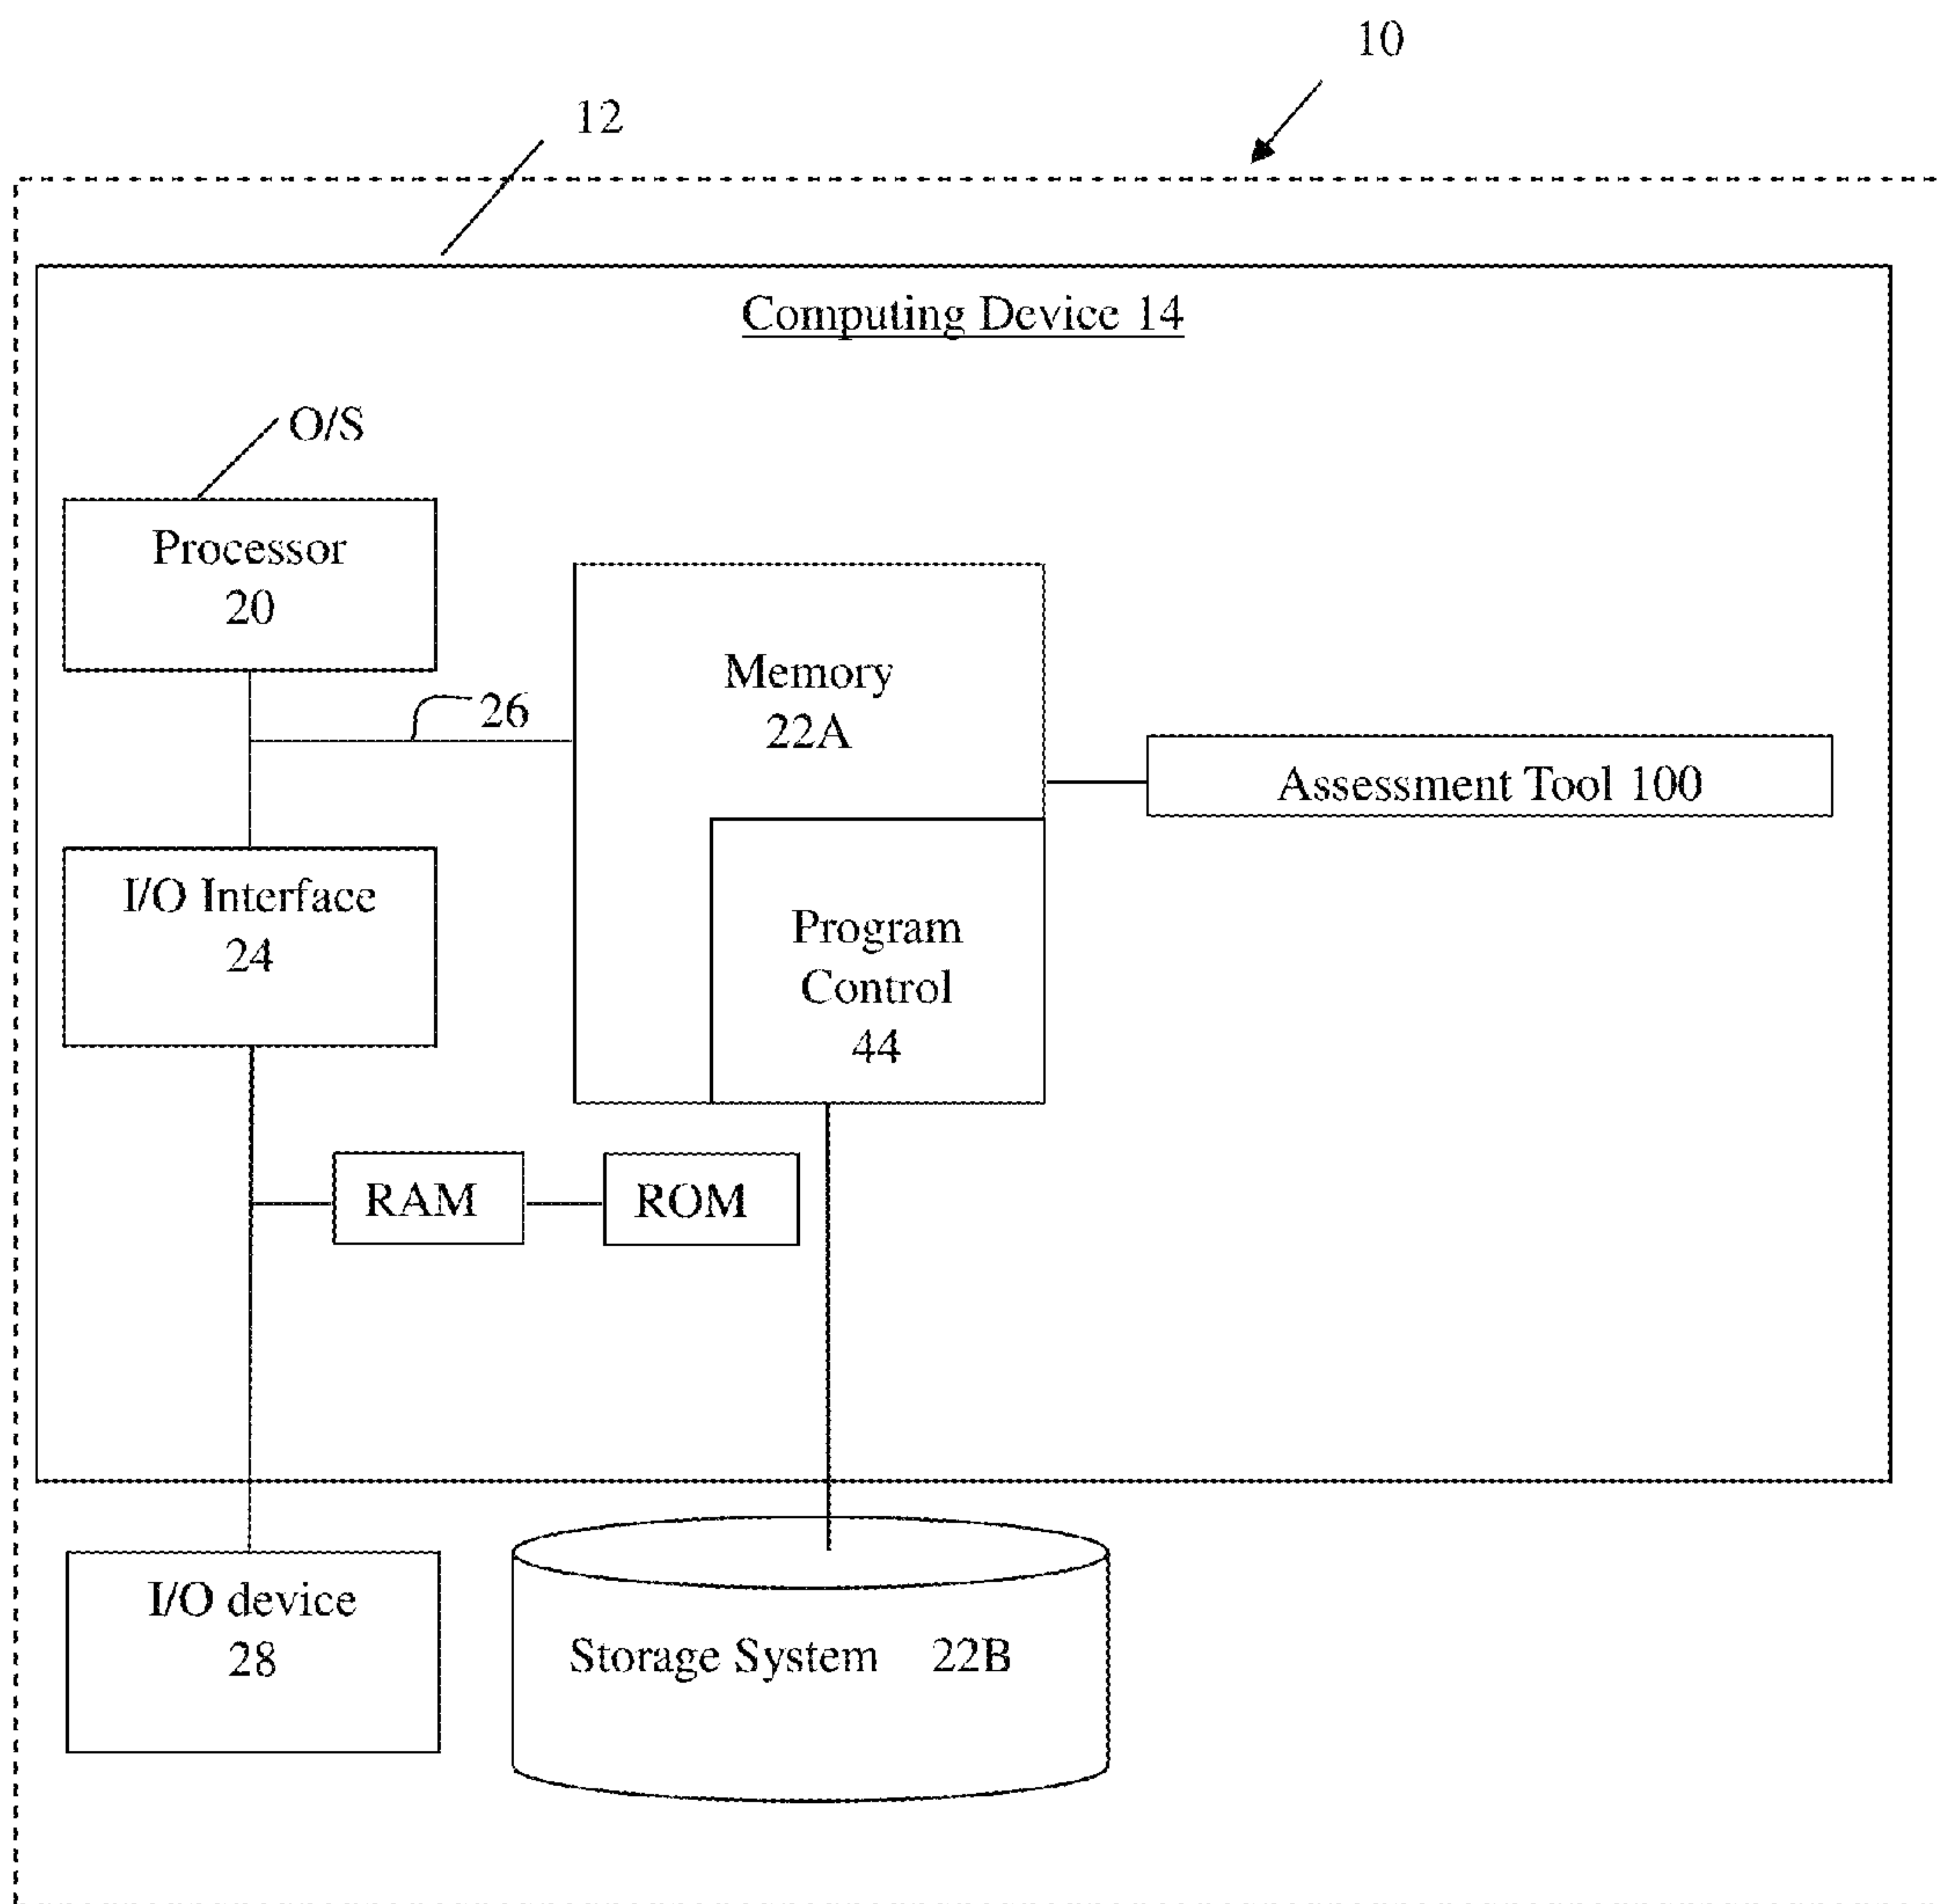 10
12
Computing Device 14
O/S
Processor
20
26
Memory
22A
Assessment Tool 100
I/O Interface
24
Program
Control
44
RAM
ROM
I/O device
28
Storage System 22B